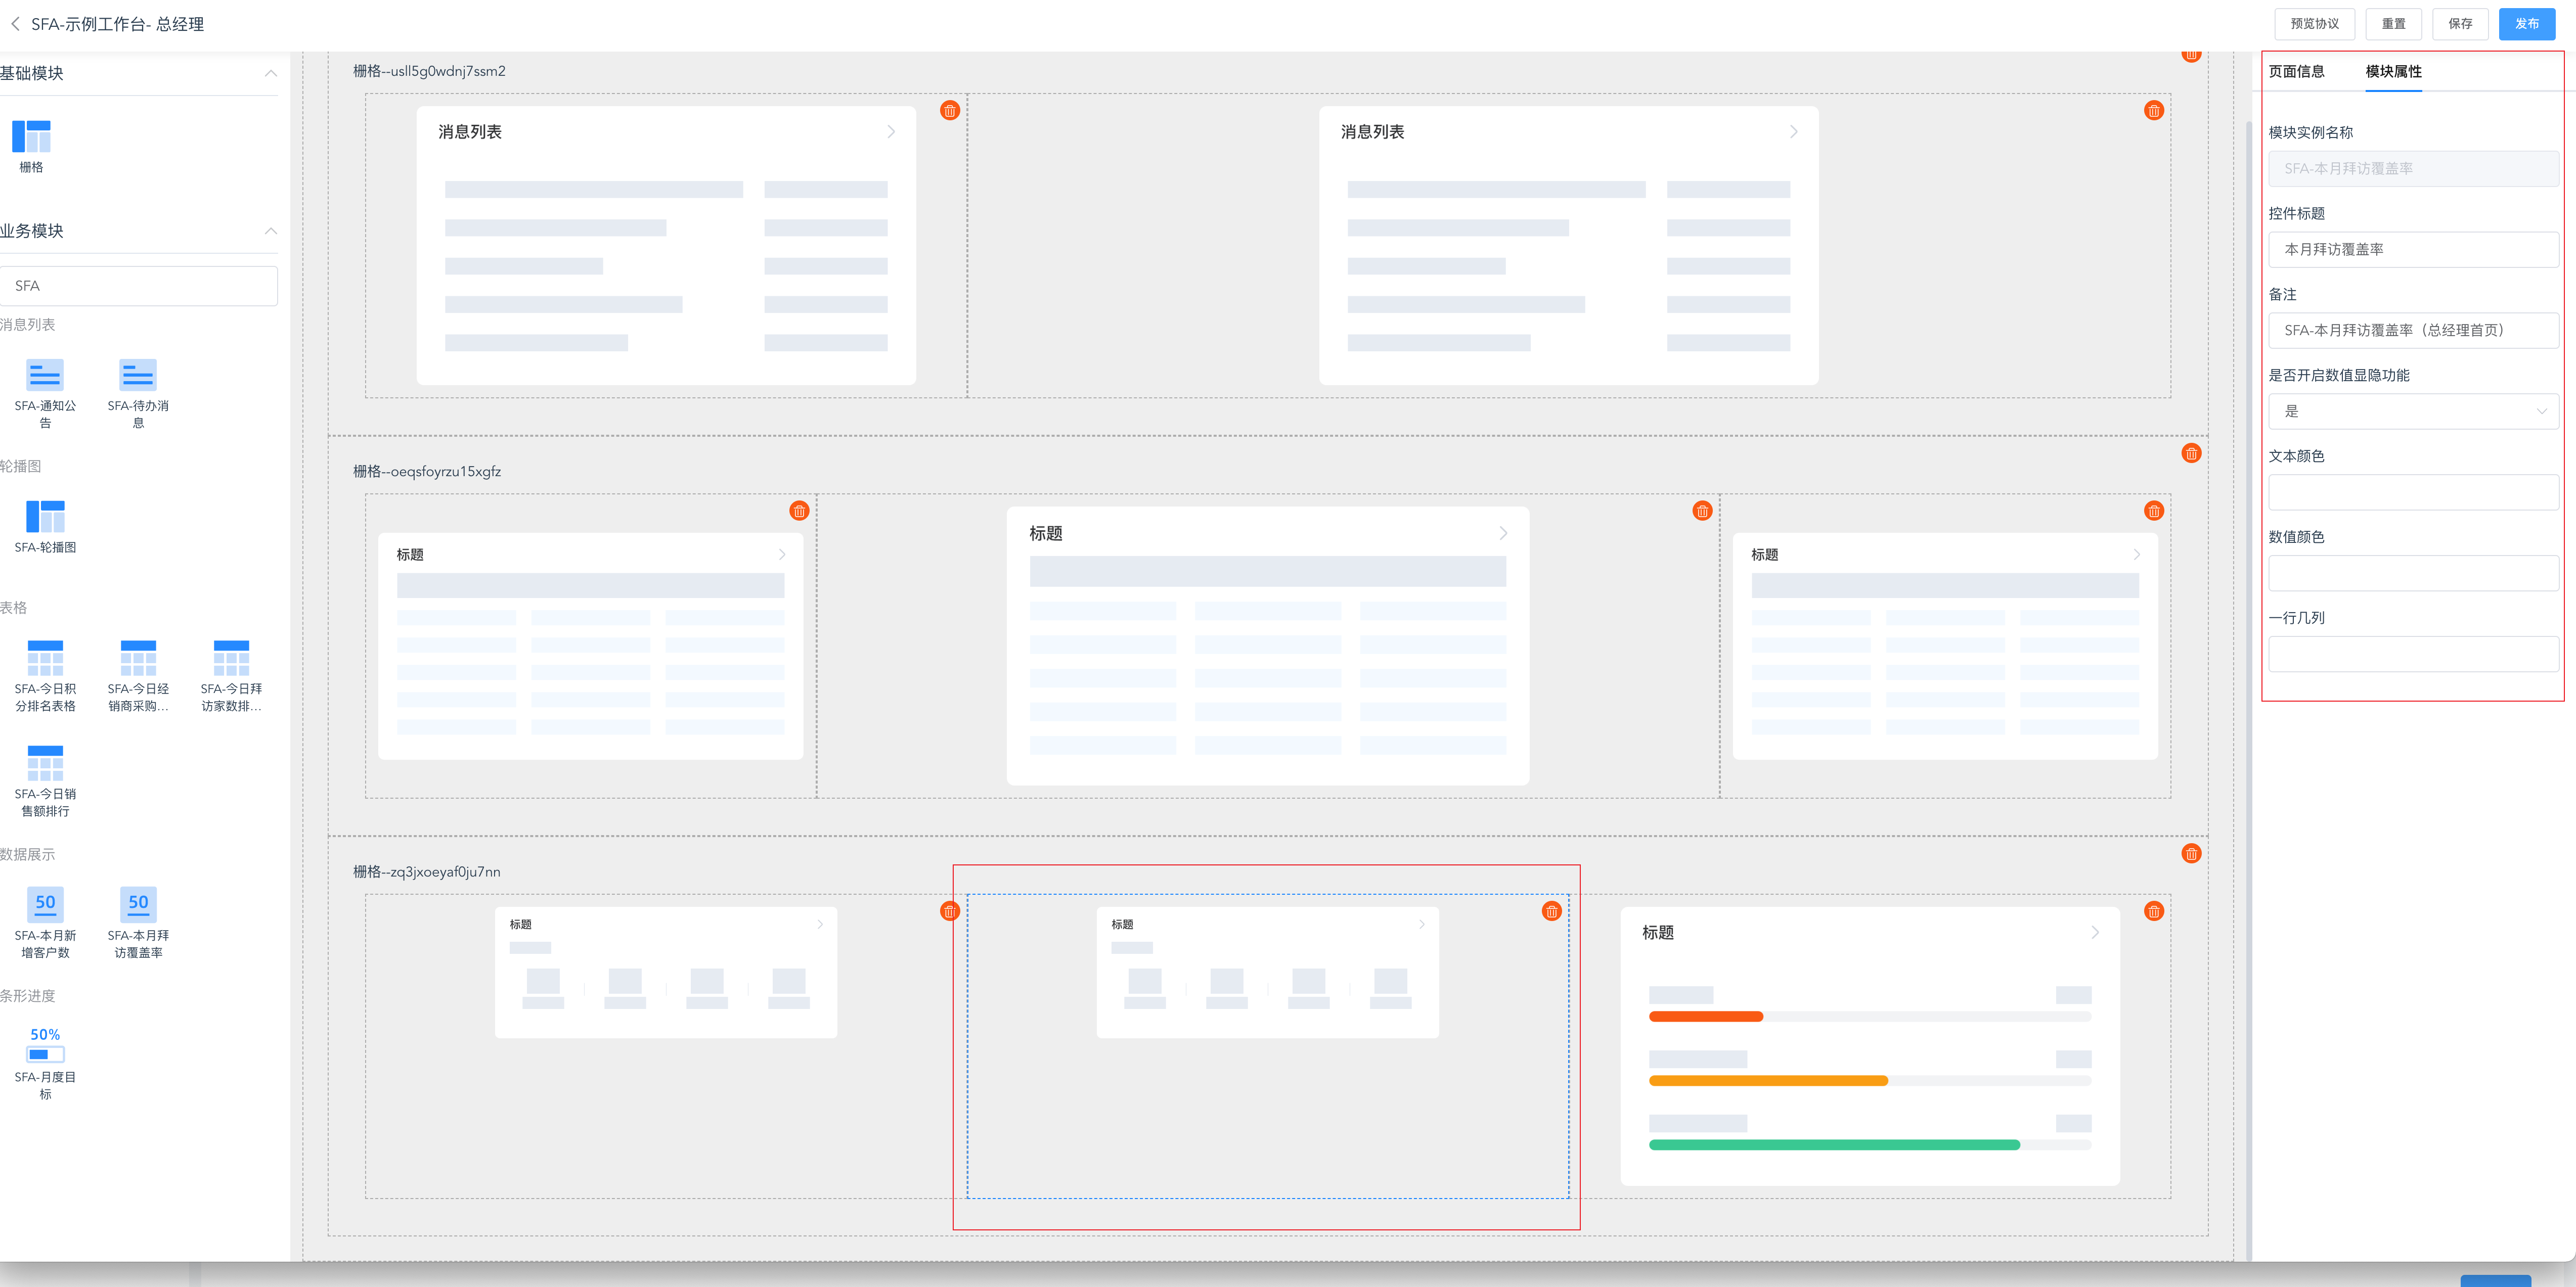 SFA-示例工作台- 总经理
预览协议
重置
保存
发布
基础模块
栅格
业务模块
SFA
消息列表
SFA-通知公
告
SFA-待办消
息
轮播图
SFA-轮播图
表格
SFA-今日积
分排名表格
SFA-今日经
销商采购...
SFA-今日拜
访家数排...
SFA-今日销
售额排行
数据展示
50
SFA-本月新
增客户数
50
SFA-本月拜
访覆盖率
条形进度
50%
SFA-月度目
标
栅格--usll5g0wdnj7ssm2
消息列表
消息列表
栅格--oeqsfoyrzu15xgfz
标题
标题
标题
栅格--zq3jxoeyaf0ju7nn
标题
标题
标题
页面信息
模块属性
模块实例名称
SFA-本月拜访覆盖率
控件标题
本月拜访覆盖率
备注
SFA-本月拜访覆盖率（总经理首页）
是否开启数值显隐功能
是
文本颜色
数值颜色
一行几列